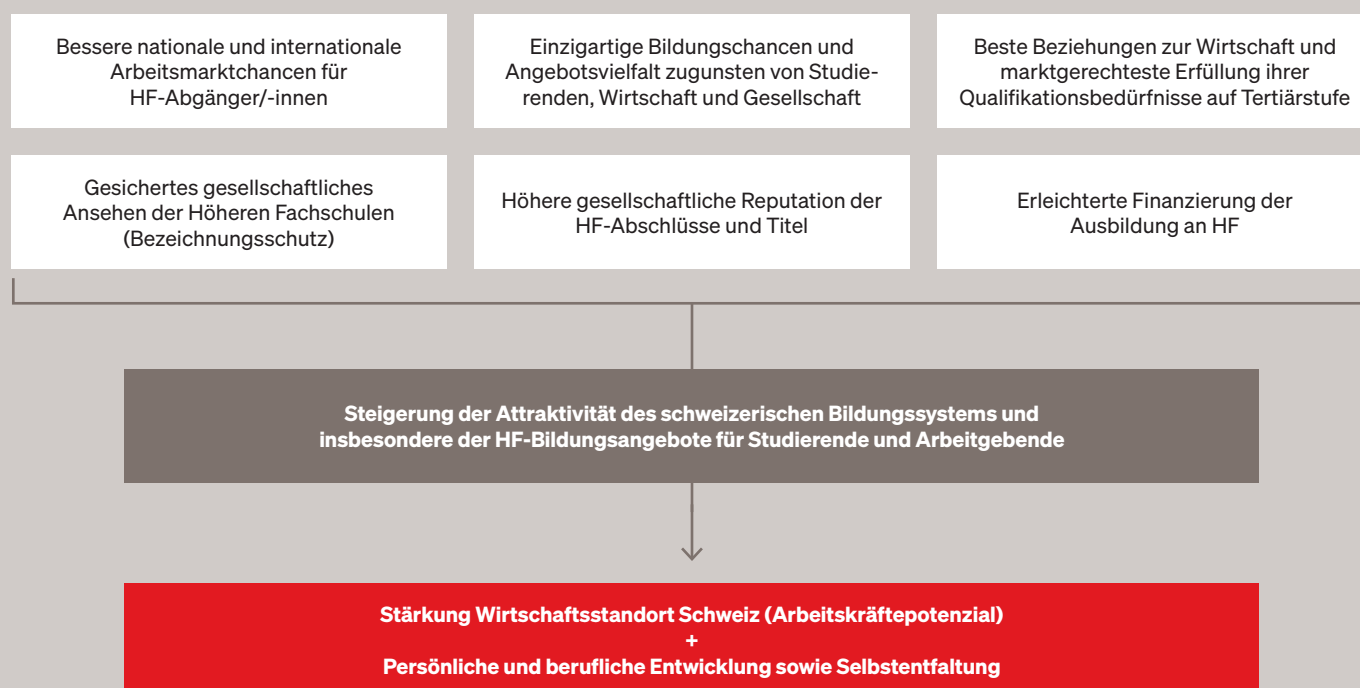 Bessere nationale und internationale
Arbeitsmarktchancen für
HF-Abgänger/-innen
Einzigartige Bildungschancen und
Angebotsvielfalt zugunsten von Studie-
renden, Wirtschaft und Gesellschaft
Beste Beziehungen zur Wirtschaft und
marktgerechteste Erfüllung ihrer
Qualifikationsbedürfnisse auf Tertiärstufe
Gesichertes gesellschaftliches
Ansehen der Höheren Fachschulen
(Bezeichnungsschutz)
Höhere gesellschaftliche Reputation der
HF-Abschlüsse und Titel
Erleichterte Finanzierung der
Ausbildung an HF
Steigerung der Attraktivität des schweizerischen Bildungssystems und
insbesondere der HF-Bildungsangebote für Studierende und Arbeitgebende
Stärkung Wirtschaftsstandort Schweiz (Arbeitskräftepotenzial)
+
Persönliche und berufliche Entwicklung sowie Selbstentfaltung